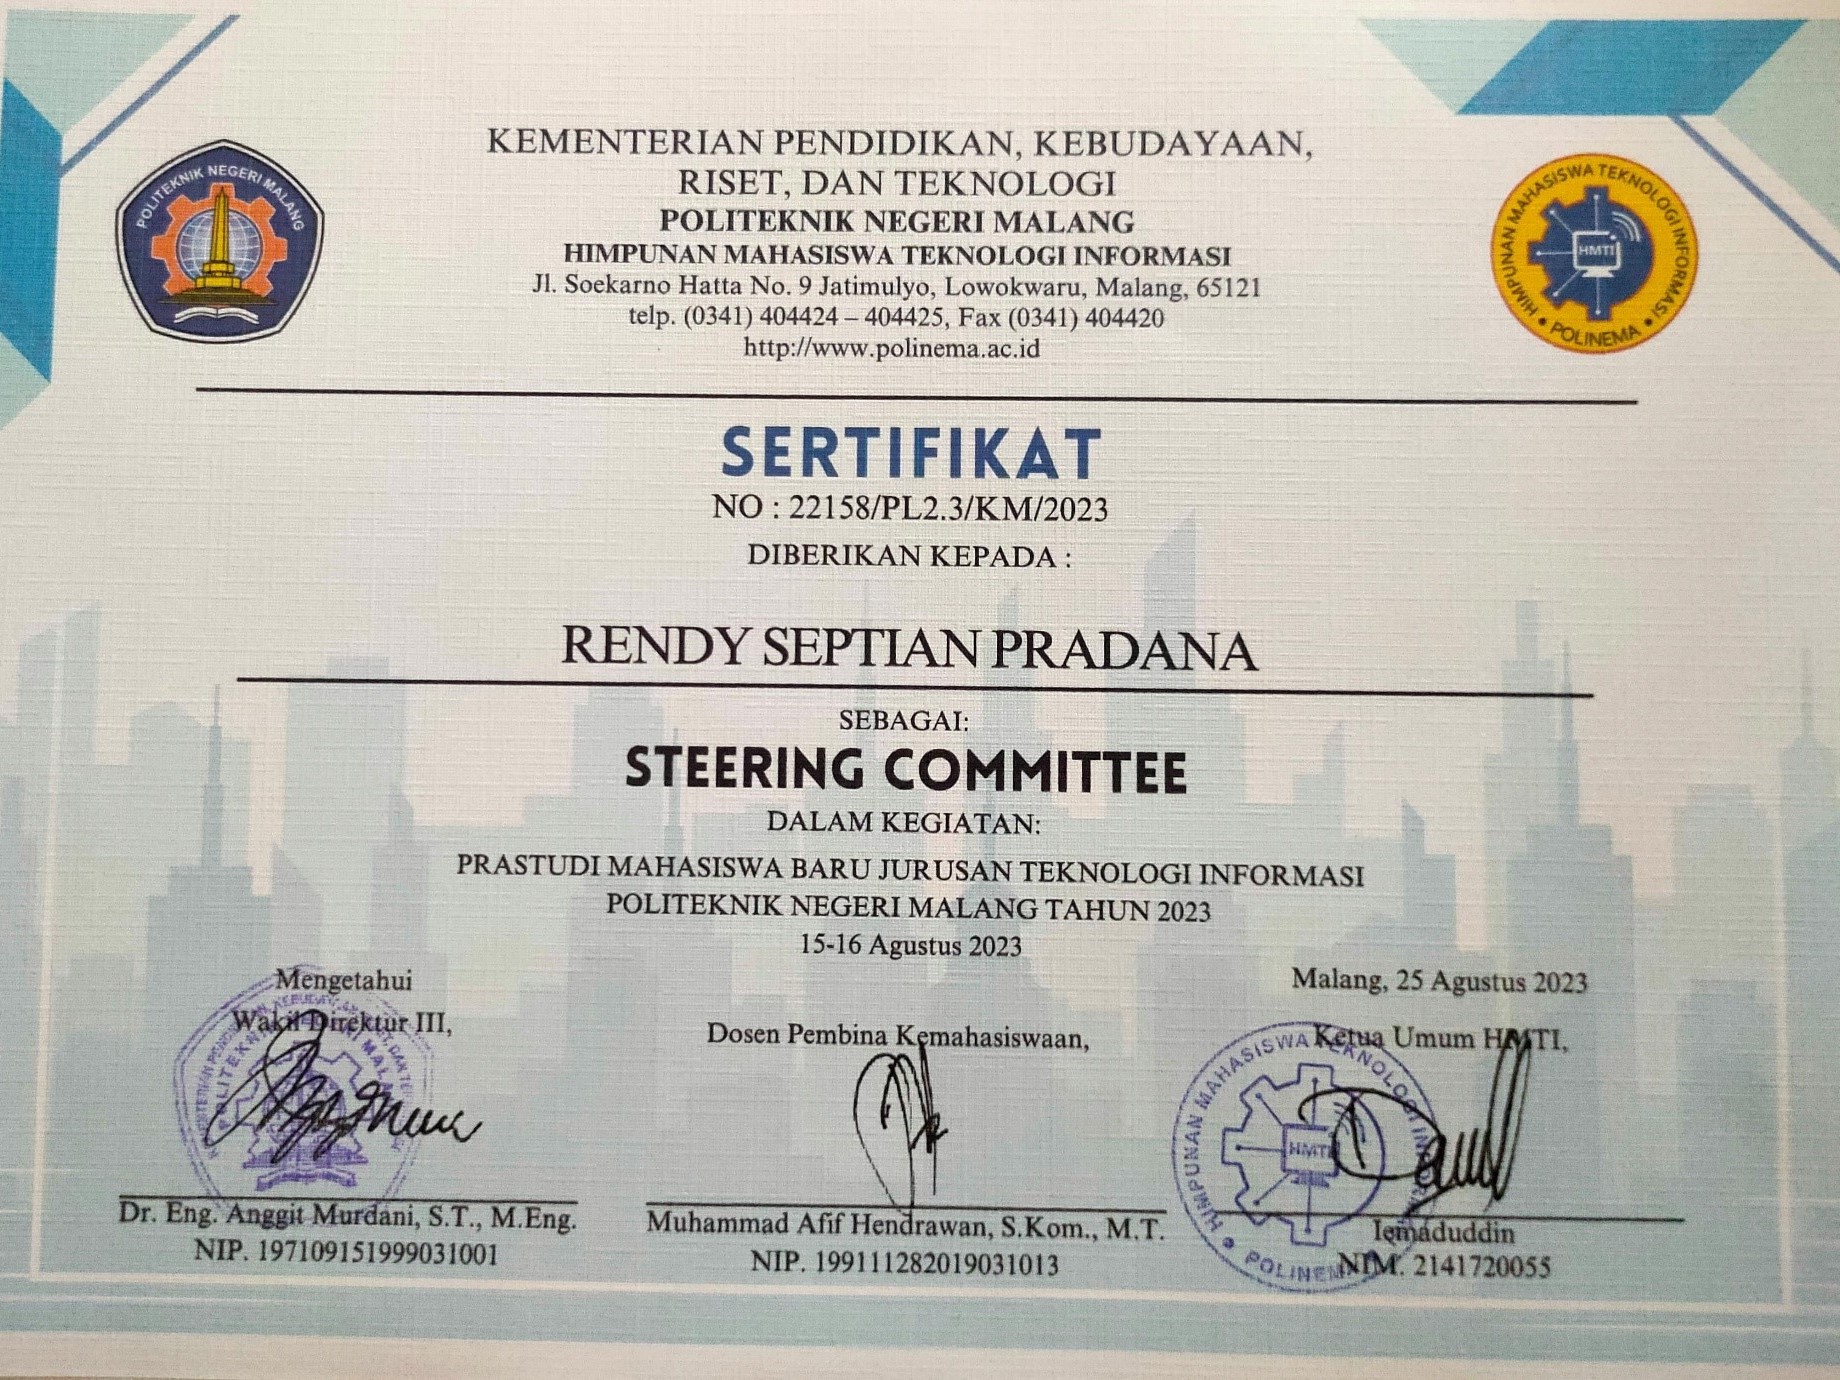 KEMENTERIAN PENDIDIKAN, KEBUDAYAAN,
RISET, DAN TEKNOLOGI
POLITEKNIK NEGERI MALANG
HIMPUNAN MAHASISWA TEKNOLOGI INFORMASI
Jl. Soekarno Hatta No. 9 Jatimulyo, Lowokwaru, Malang, 65121
telp. (0341) 404424 – 404425, Fax (0341) 404420
http://www.polinema.ac.id
POLITEKNIK NEGERI MALANG
HIMPUNAN MAHASISWA TEKNOLOGI INFORMASI
HMTI
• POLINEMA •
SERTIFIKAT
NO : 22158/PL2.3/KM/2023
DIBERIKAN KEPADA :
RENDY SEPTIAN PRADANA
SEBAGAI:
STEERING COMMITTEE
DALAM KEGIATAN:
PRASTUDI MAHASISWA BARU JURUSAN TEKNOLOGI INFORMASI
POLITEKNIK NEGERI MALANG TAHUN 2023
15-16 Agustus 2023
Mengetahui
Wakil Direktur III,
Dr. Eng. Anggit Murdani, S.T., M.Eng.
NIP. 197109151999031001
Dosen Pembina Kemahasiswaan,
Muhammad Afif Hendrawan, S.Kom., M.T.
NIP. 199111282019031013
Malang, 25 Agustus 2023
Ketua Umum HMTI,
HIMPUNAN MAHASISWA TEKNOLOGI
HMTI
POLINEMA
Iemaduddin
NIM. 2141720055